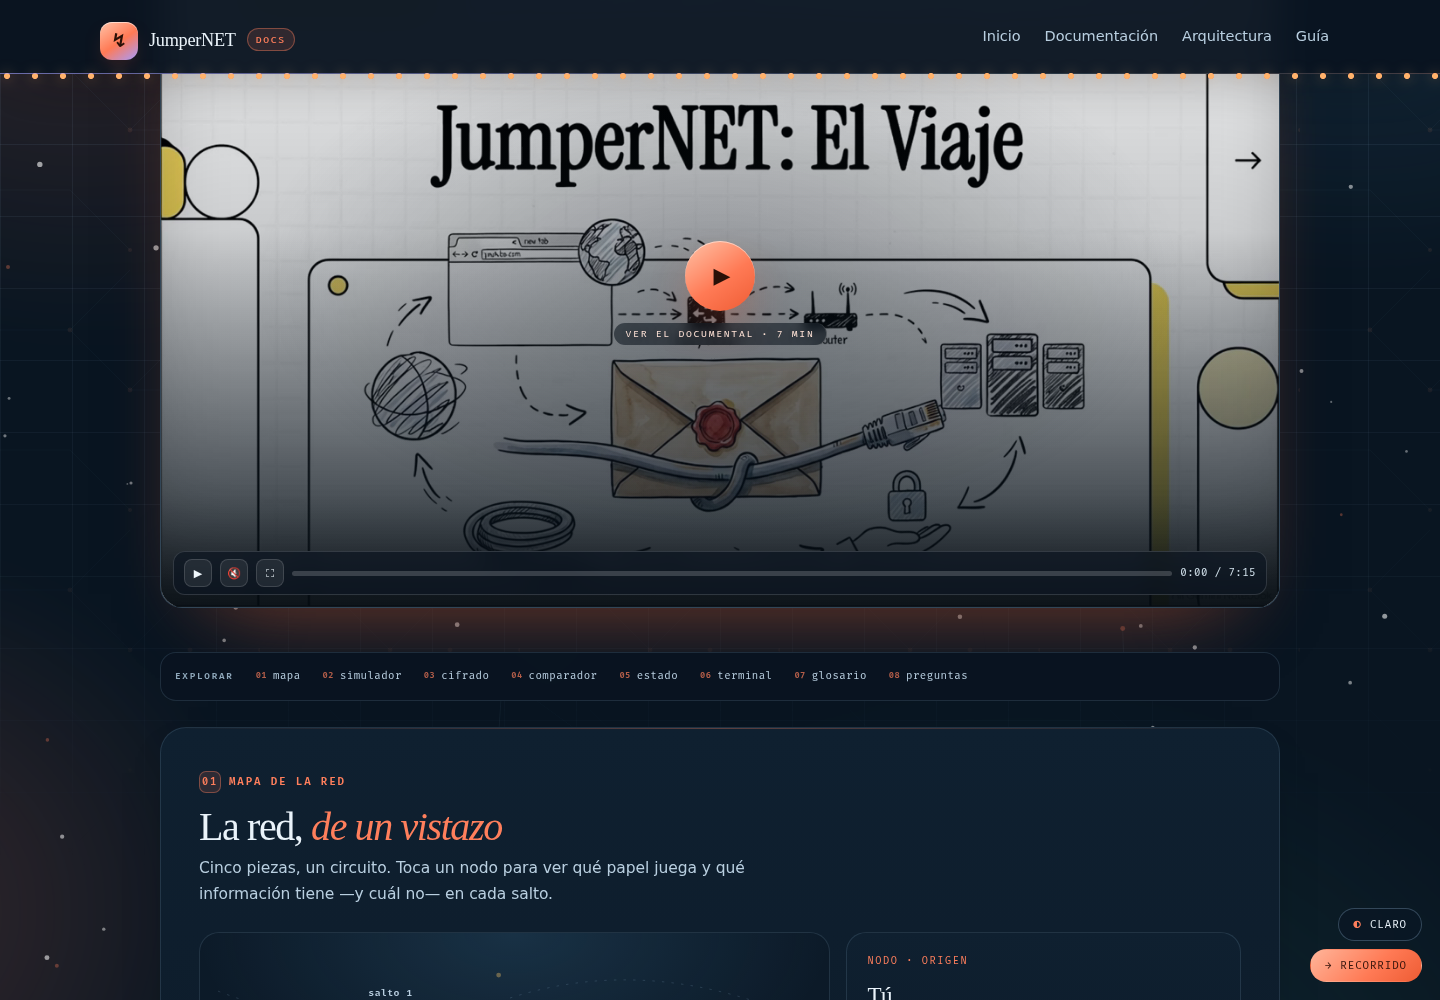 JumperNET DOCS Inicio Documentación Arquitectura Guía
JumperNET: El Viaje
new tab
VER EL DOCUMENTAL · 7 MIN
0:00 / 7:15
EXPLORAR 01 mapa 02 simulador 03 cifrado 04 comparador 05 estado 06 terminal 07 glosario 08 preguntas
01 MAPA DE LA RED
La red, de un vistazo
Cinco piezas, un circuito. Toca un nodo para ver qué papel juega y qué
información tiene —y cuál no— en cada salto.
CLARO
→ RECORRIDO
NODO · ORIGEN
Tú
salto 1